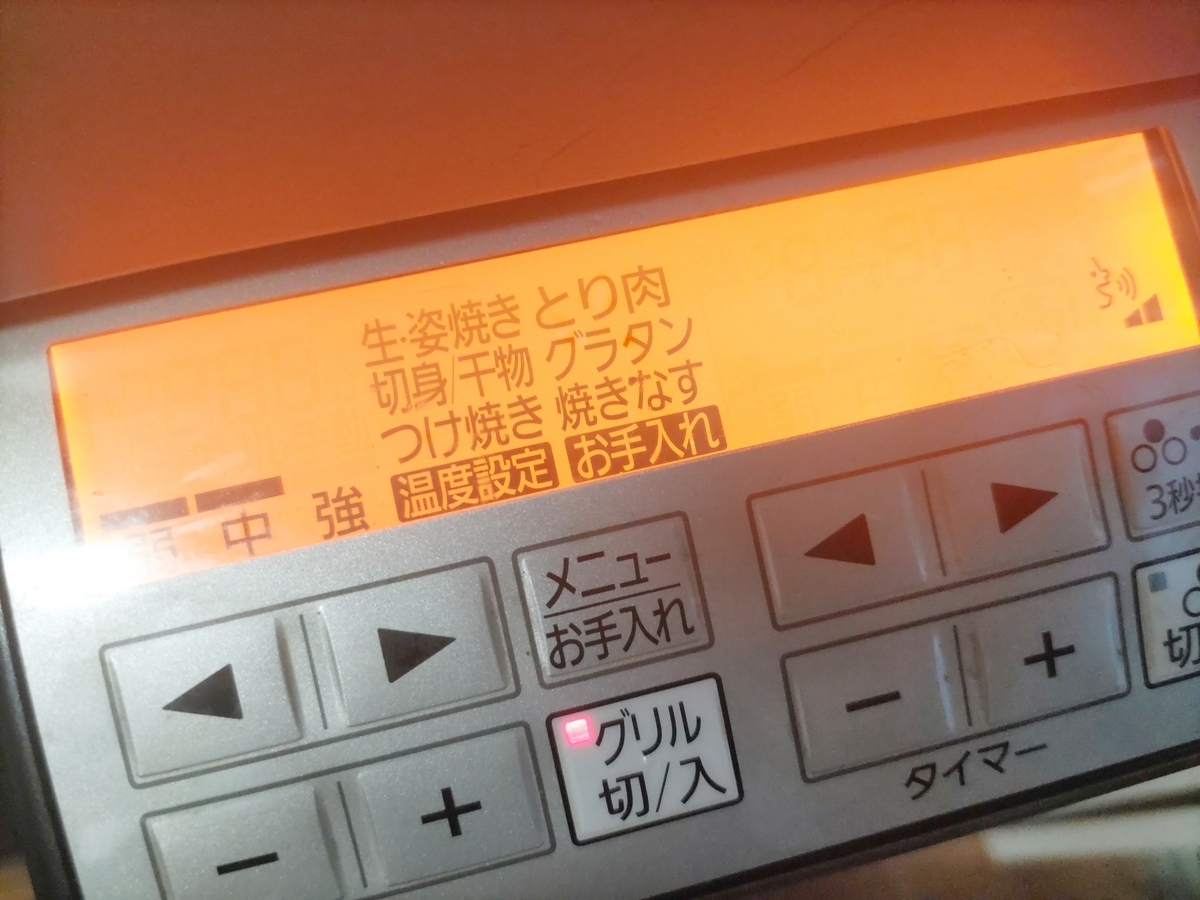 生・姿焼き とり肉
切身/干物 グラタン
つけ焼き 焼きなす
弱 中 強 温度設定 お手入れ
メニュー
お手入れ
グリル
切/入
− +
− +
タイマー
3秒
切